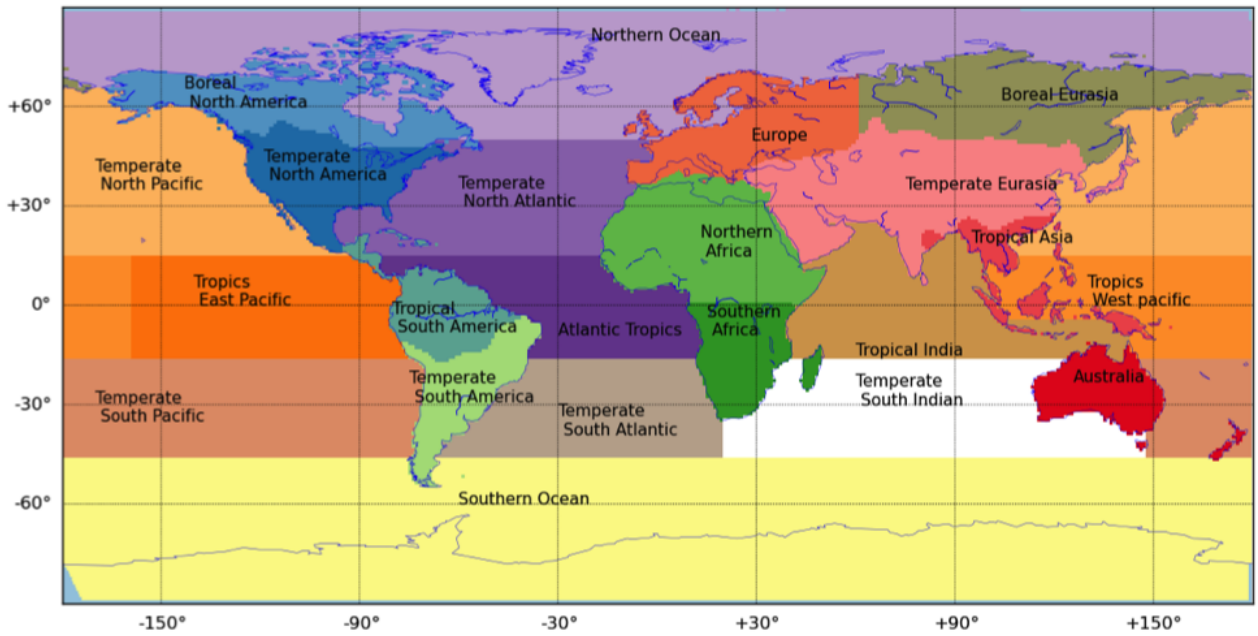 Northern Ocean
Boreal
North America
Boreal Eurasia
+60°
Europe
Temperate
North Pacific
Temperate
North America
Temperate
North Atlantic
Temperate Eurasia
+30°
Northern
Africa
Tropical Asia
Tropics
East Pacific
Tropics
West pacific
0°
Tropical
South America
Atlantic Tropics
Southern
Africa
Tropical India
-30°
Temperate
South Pacific
Temperate
South America
Temperate
South Atlantic
Temperate
South Indian
Australia
-60°
Southern Ocean
-150°
-90°
-30°
+30°
+90°
+150°